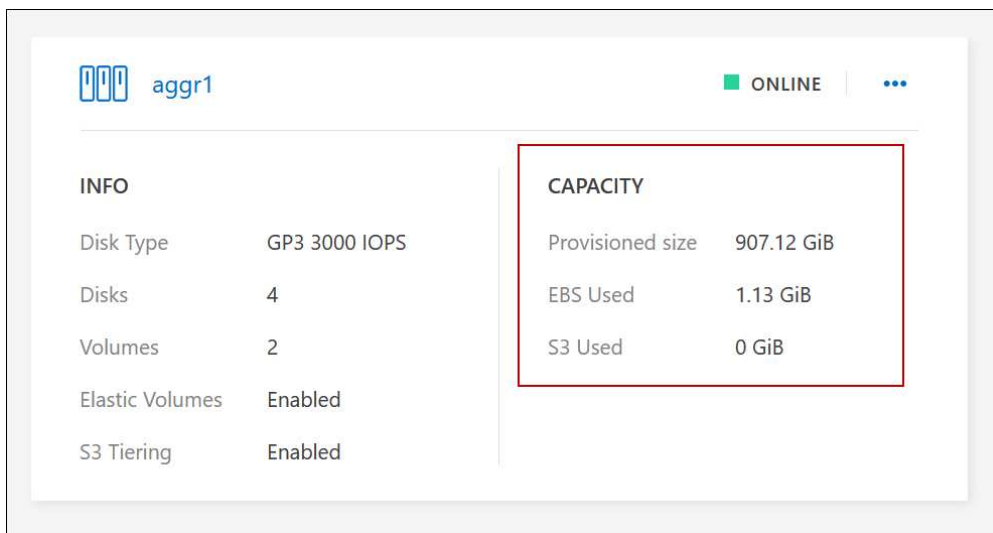 aggr1
ONLINE
INFO
Disk Type GP3 3000 IOPS
Disks 4
Volumes 2
Elastic Volumes Enabled
S3 Tiering Enabled
CAPACITY
Provisioned size 907.12 GiB
EBS Used 1.13 GiB
S3 Used 0 GiB